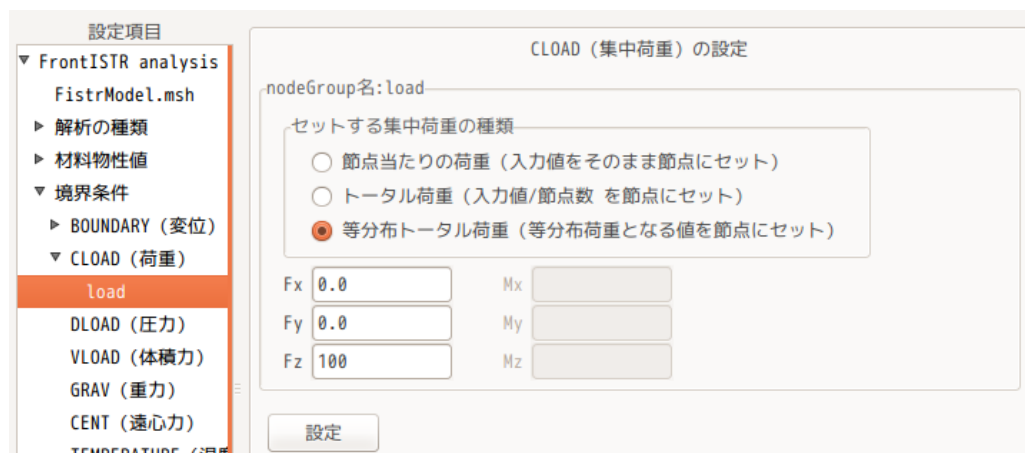 設定項目
FrontISTR analysis
FistrModel.msh
解析の種類
材料物性値
境界条件
BOUNDARY (変位)
CLOAD (荷重)
load
DLOAD (圧力)
VLOAD (体積力)
GRAV (重力)
CENT (遠心力)
CLOAD (集中荷重) の設定
nodeGroup名:load
セットする集中荷重の種類
節点当たりの荷重 (入力値をそのまま節点にセット)
トータル荷重 (入力値/節点数 を節点にセット)
等分布トータル荷重 (等分布荷重となる値を節点にセット)
Fx 0.0 Mx
Fy 0.0 My
Fz 100 Mz
設定